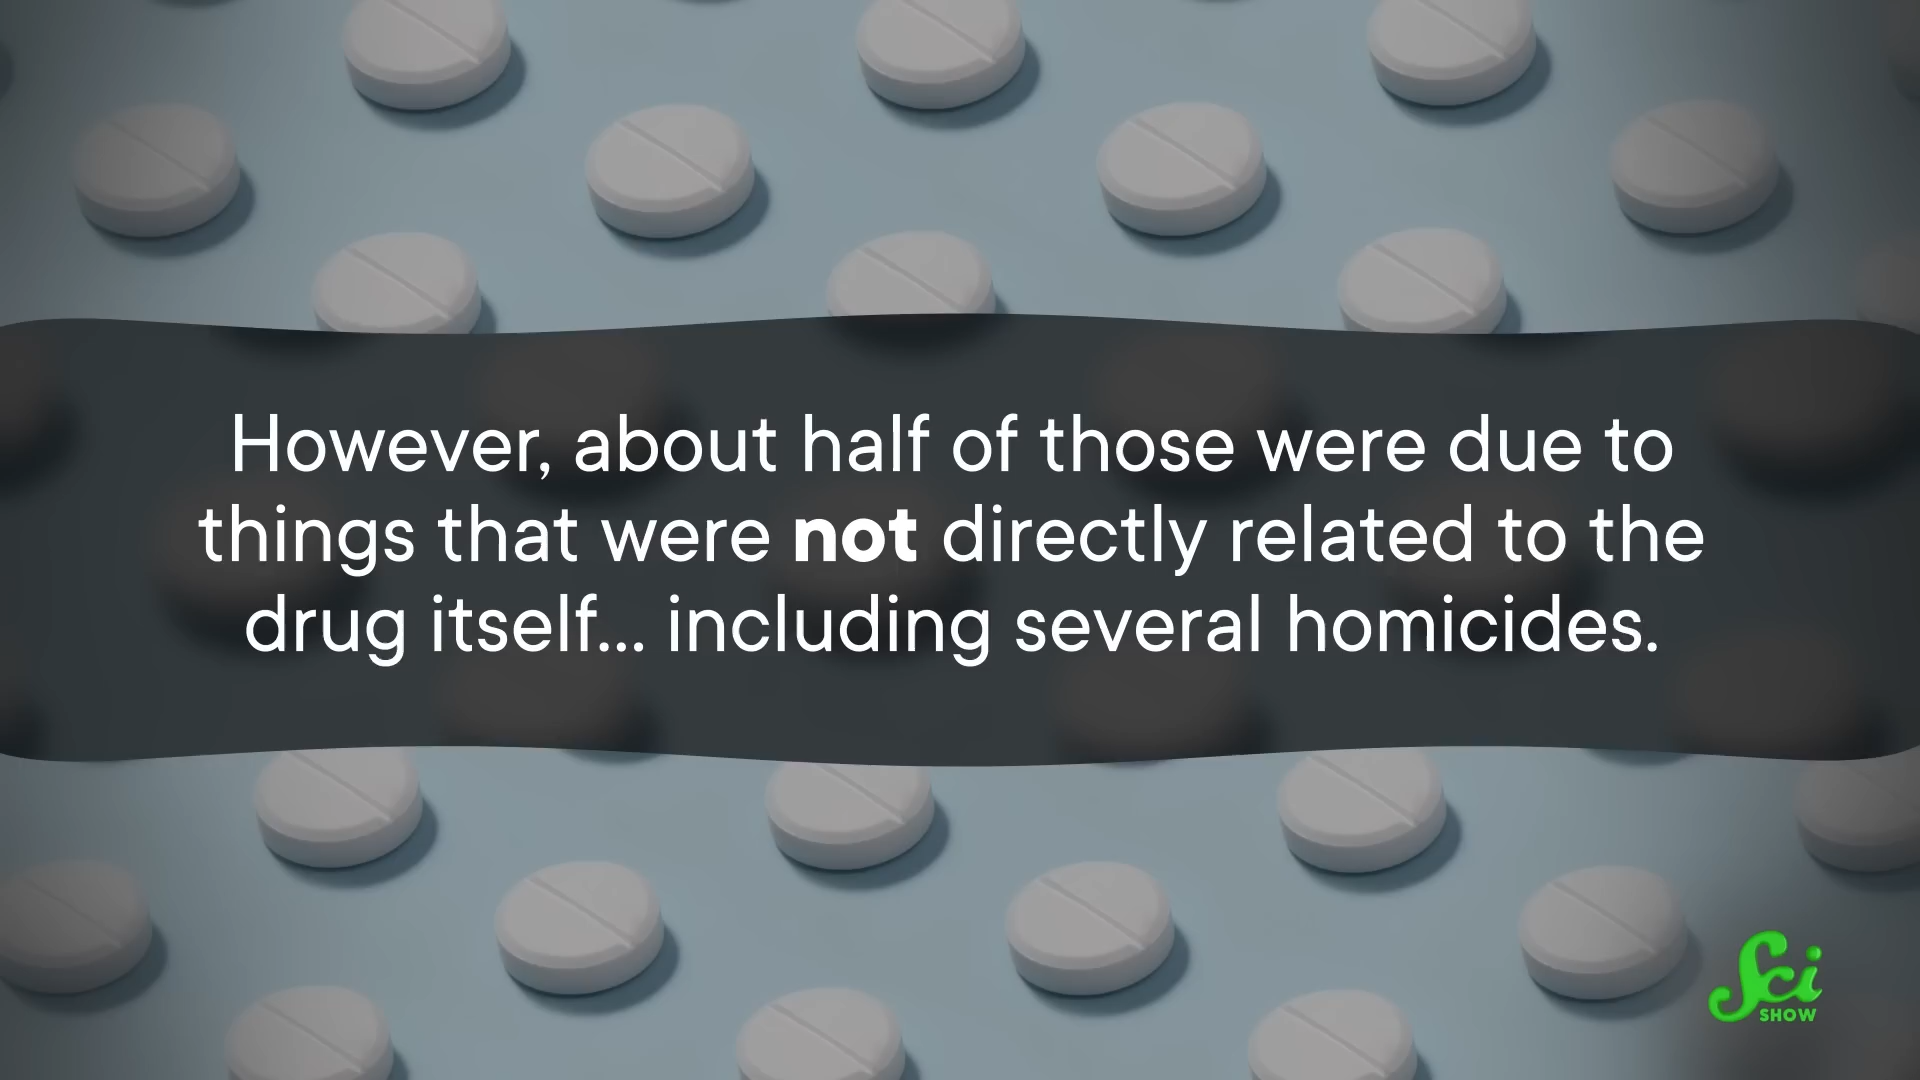 However, about half of those were due to
things that were not directly related to the
drug itself... including several homicides.
Sci
SHOW